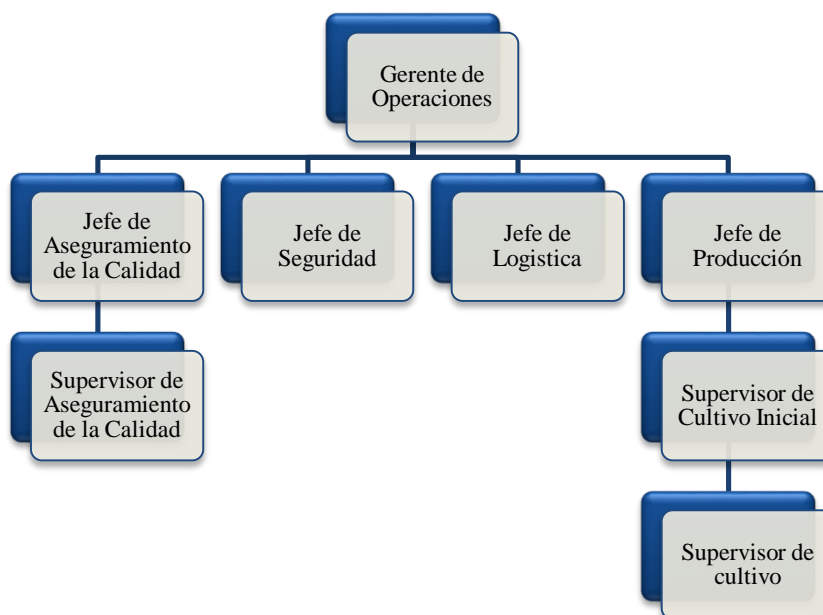 Gerente de
Operaciones
Jefe de
Aseguramiento
de la Calidad
Jefe de
Seguridad
Jefe de
Logistica
Jefe de
Producción
Supervisor de
Aseguramiento
de la Calidad
Supervisor de
Cultivo Inicial
Supervisor de
cultivo